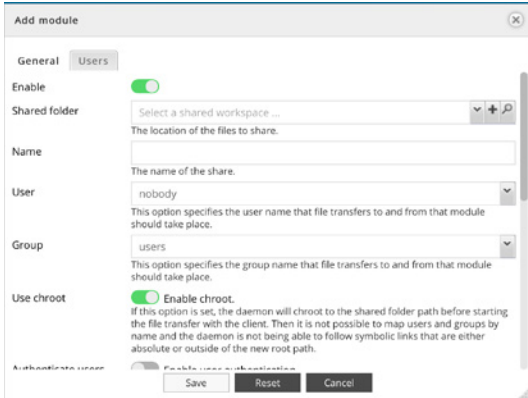 Add module
General Users
Enable
Shared folder
Select a shared workspace ...
The location of the files to share.
Name
The name of the share.
User
nobody
This option specifies the user name that file transfers to and from that module
should take place.
Group
users
This option specifies the group name that file transfers to and from that module
should take place.
Use chroot
Enable chroot.
If this option is set, the daemon will chroot to the shared folder path before starting
the file transfer with the client. Then it is not possible to map users and groups by
name and the daemon is not being able to follow symbolic links that are either
absolute or outside of the new root path.
Authenticate users
Enable user authentication.
Save Reset Cancel